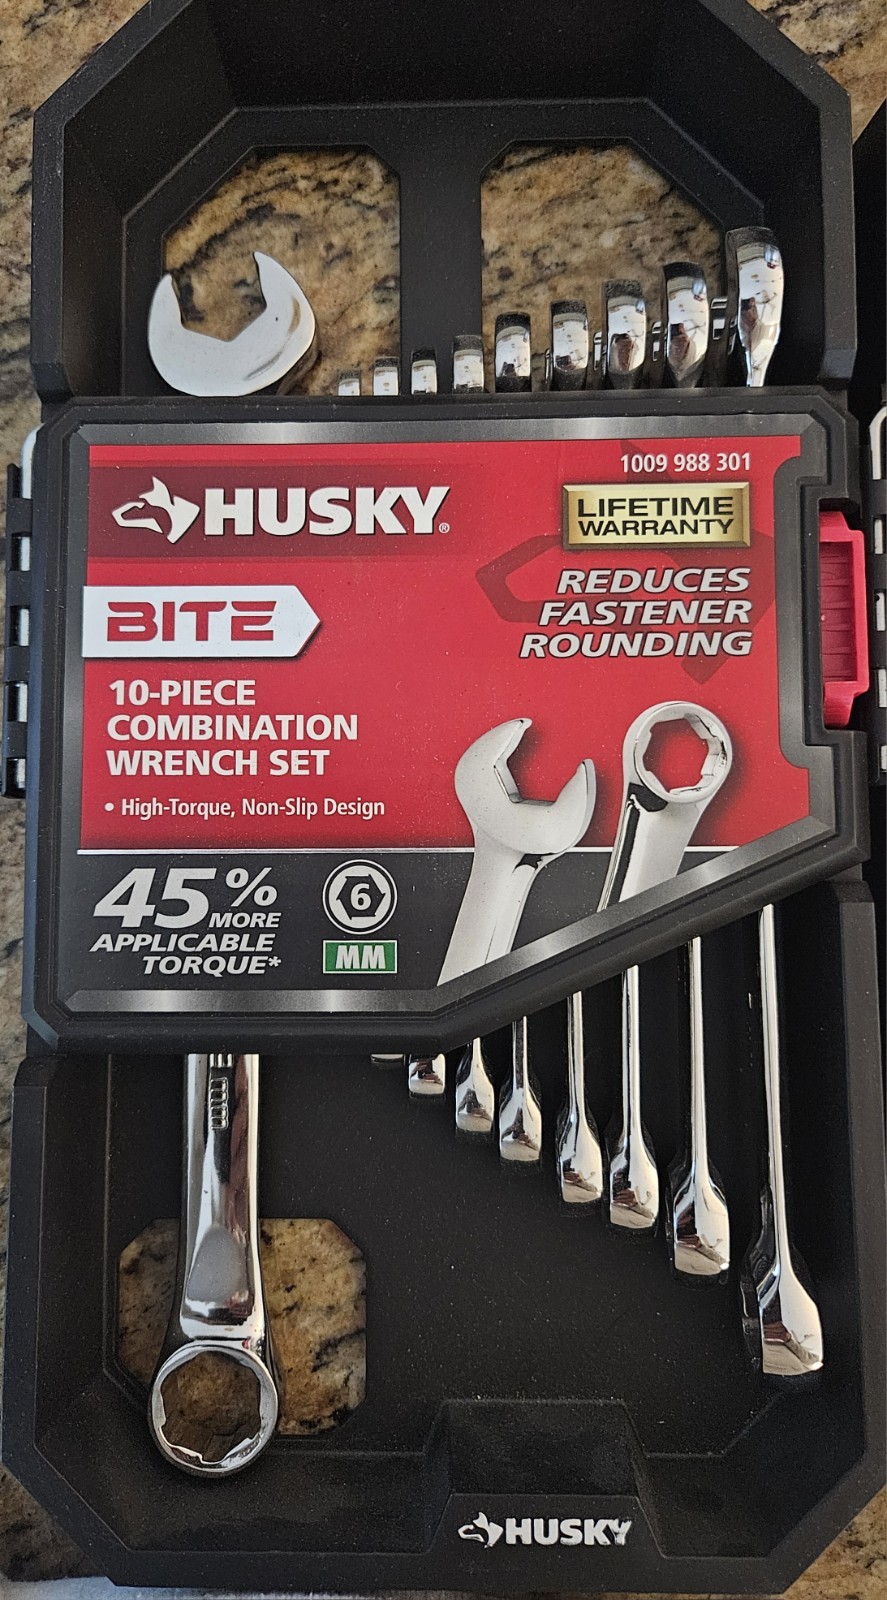 1009 988 301
HUSKY®
LIFETIME
WARRANTY
BITE
REDUCES
FASTENER
ROUNDING
10-PIECE
COMBINATION
WRENCH SET
• High-Torque, Non-Slip Design
45%
MORE
APPLICABLE
TORQUE*
6
MM
HUSKY